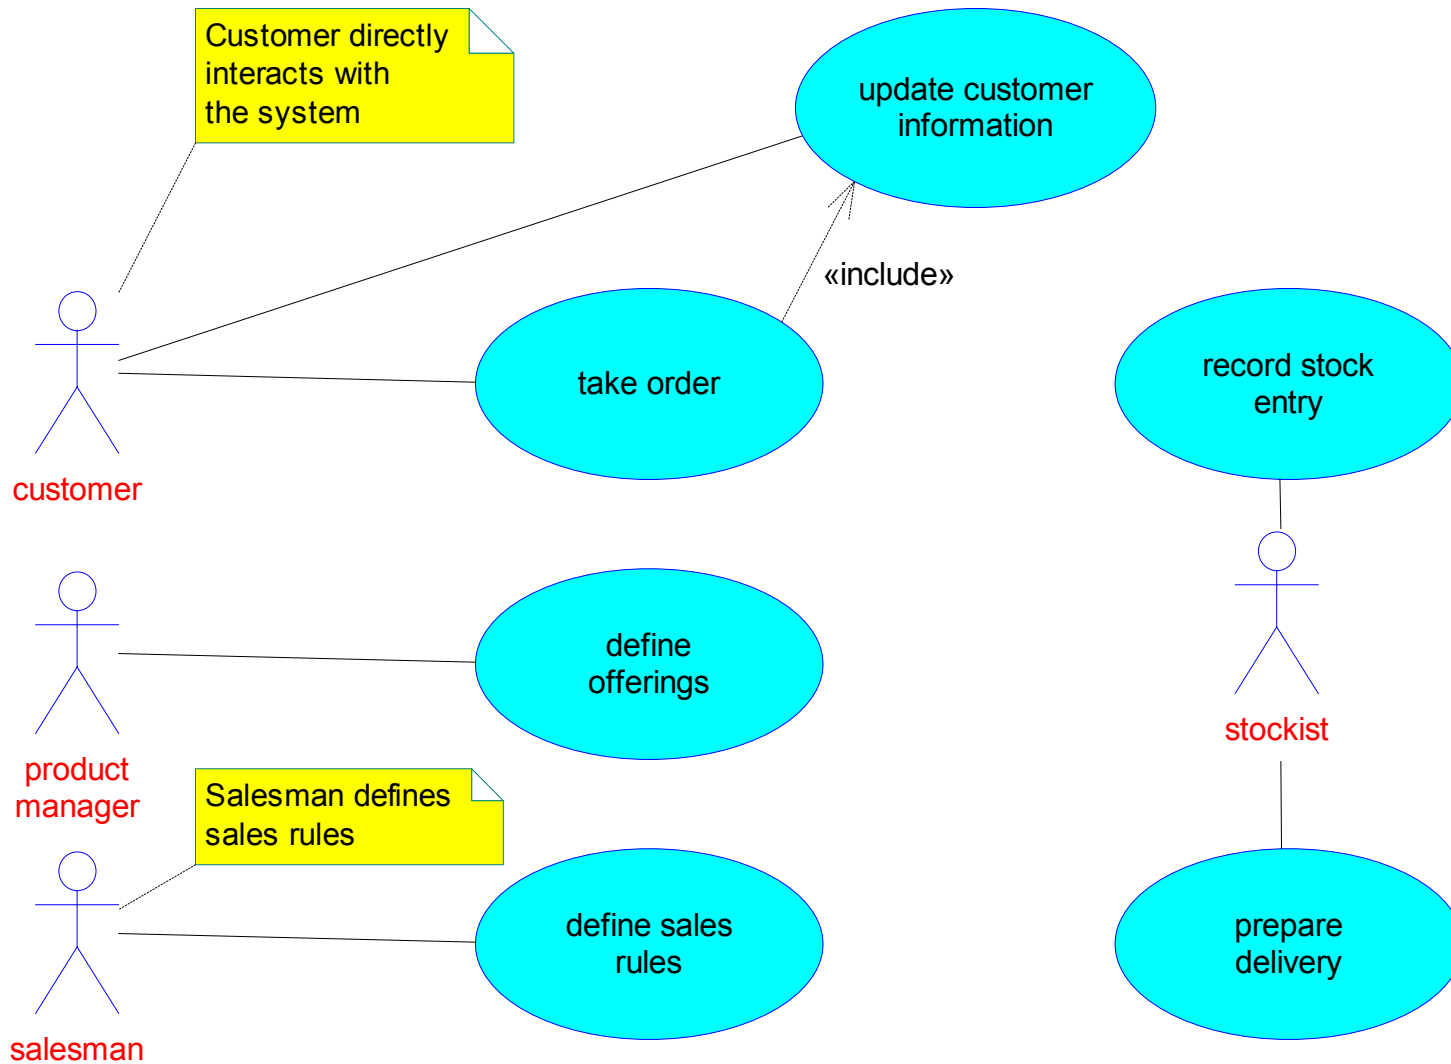 Customer directly
interacts with
the system
update customer
information
«include»
take order
record stock
entry
customer
define
offerings
stockist
product
manager
Salesman defines
sales rules
define sales
rules
prepare
delivery
salesman